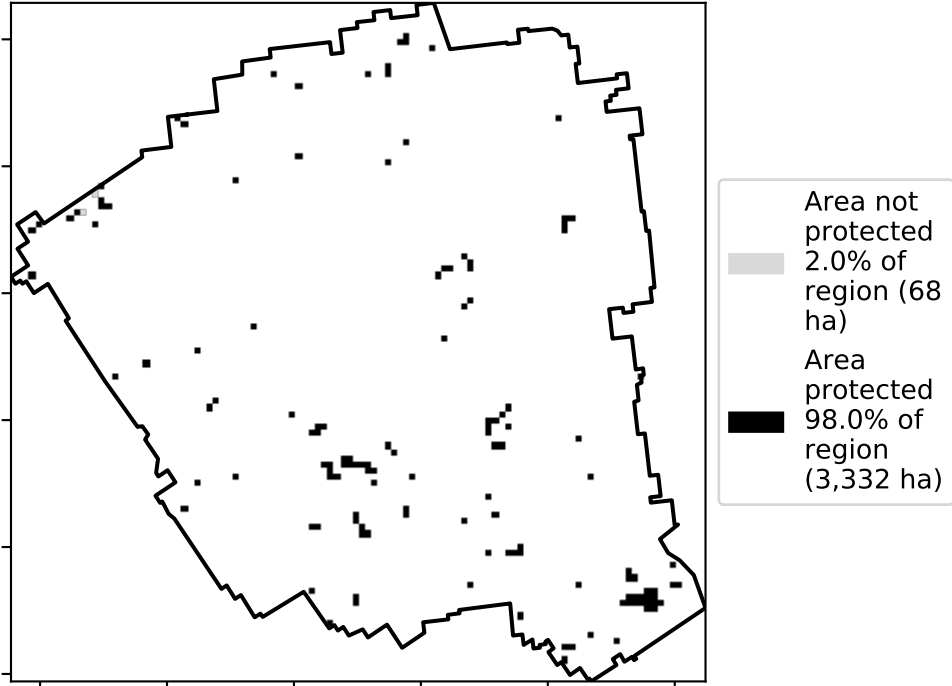 Area not
protected
2.0% of
region (68
ha)
Area
protected
98.0% of
region
(3,332 ha)